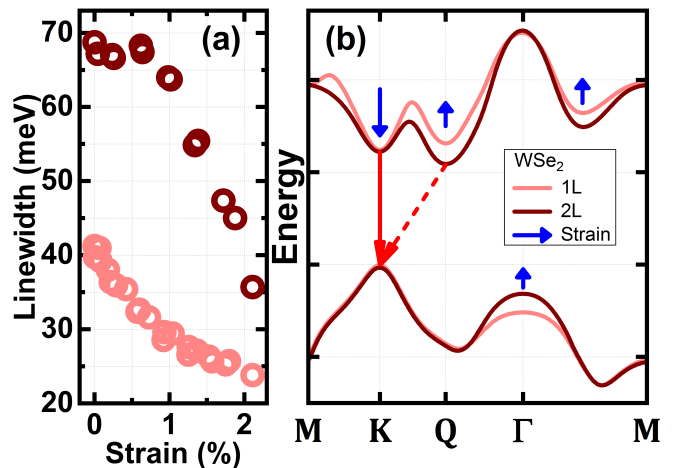 (a)
Linewidth (meV)
70
60
50
40
30
20
0
1
2
Strain (%)
(b)
Energy
WSe₂
1L
2L
Strain
M
K
Q
Γ
M